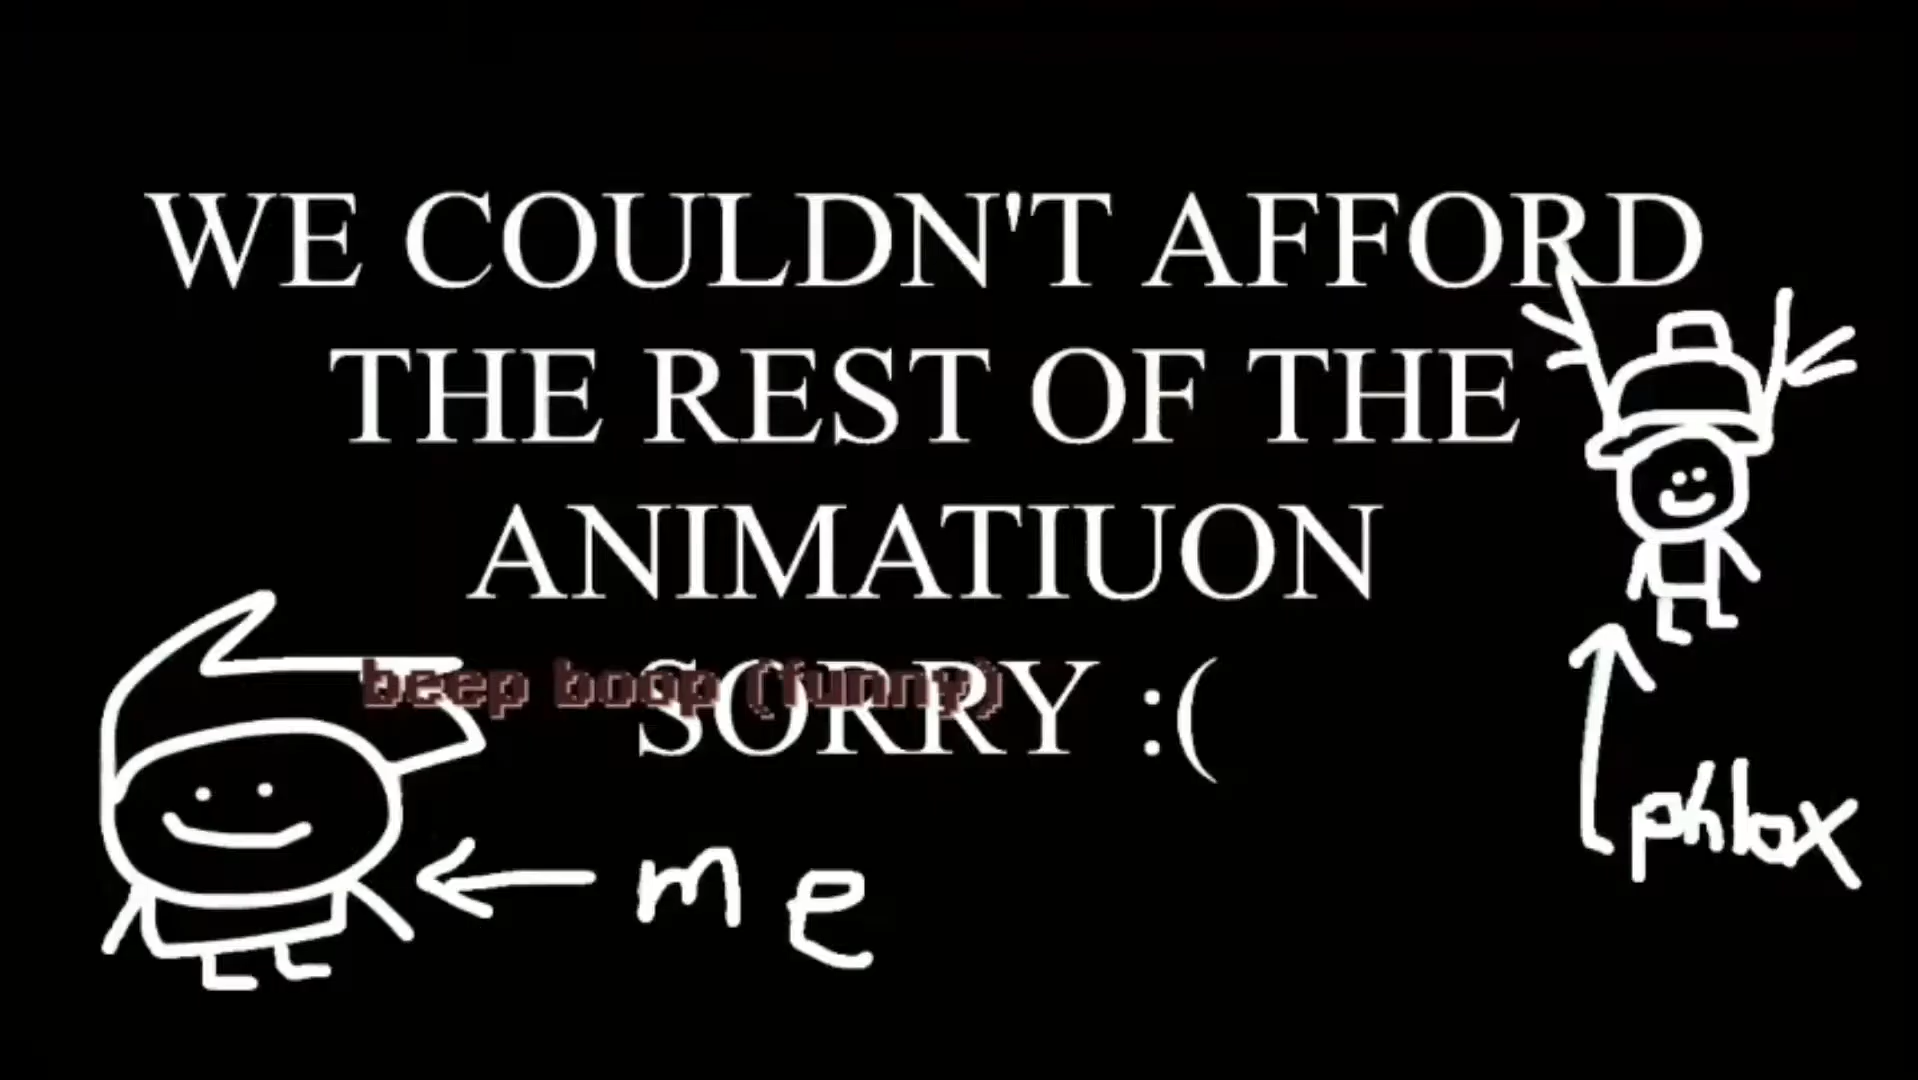 WE COULDN'T AFFORD
THE REST OF THE
ANIMATIUON
SORRY :(
beep boop (funny)
me
phlox